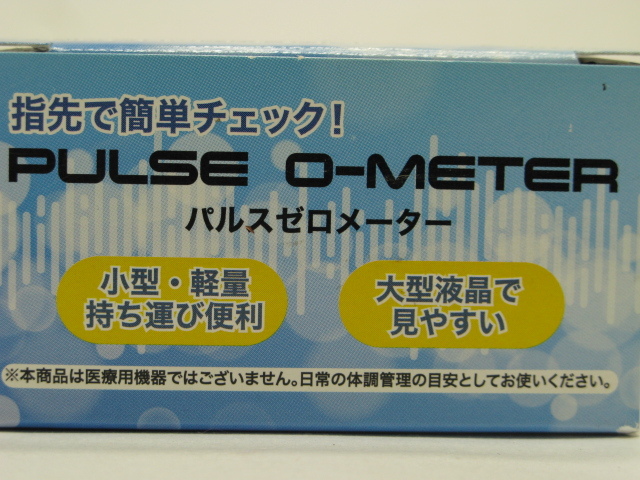 指先で簡単チェック！
PULSE O-METER
パルスゼロメーター
小型・軽量
持ち運び便利
大型液晶で
見やすい
※本商品は医療用機器ではございません。日常の体調管理の目安としてお使いください。